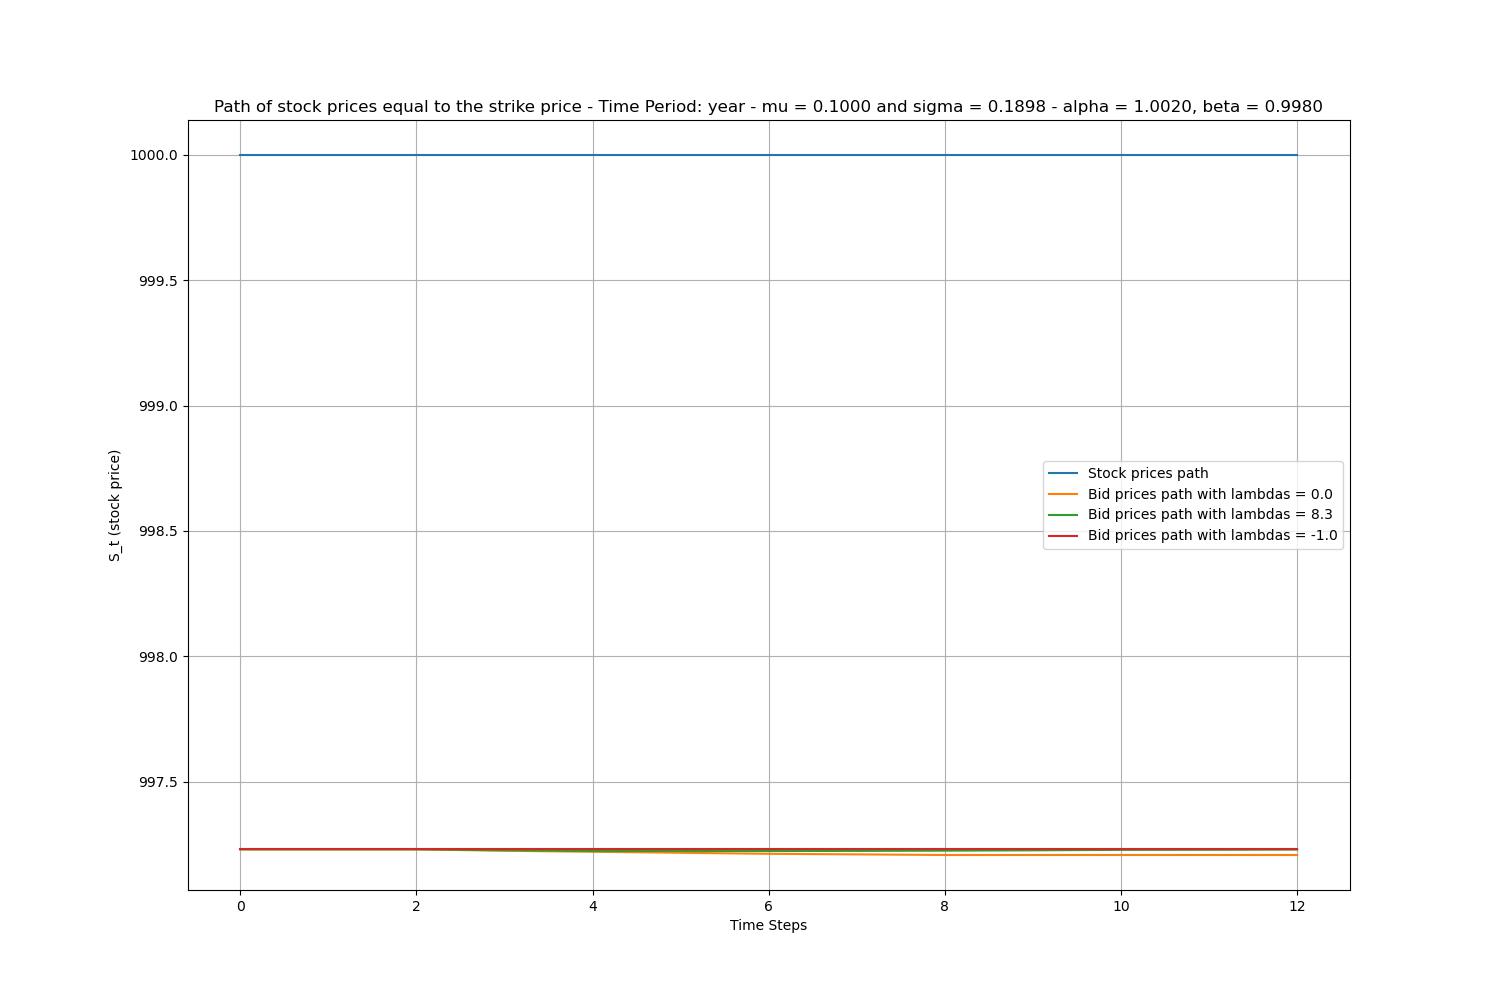 Path of stock prices equal to the strike price - Time Period: year - mu = 0.1000 and sigma = 0.1898 - alpha = 1.0020, beta = 0.9980
1000.0
999.5
999.0
998.5
998.0
997.5
S_t (stock price)
Stock prices path
Bid prices path with lambdas = 0.0
Bid prices path with lambdas = 8.3
Bid prices path with lambdas = -1.0
0 2 4 6 8 10 12
Time Steps